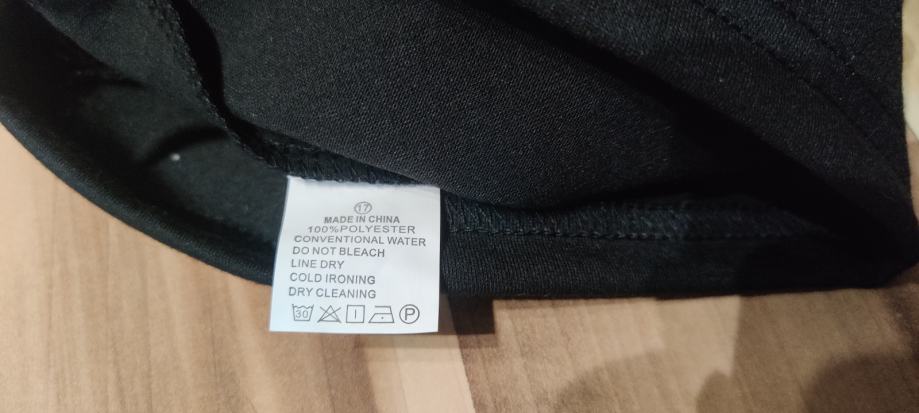 17
MADE IN CHINA
100%POLYESTER
CONVENTIONAL WATER
DO NOT BLEACH
LINE DRY
COLD IRONING
DRY CLEANING
30 P